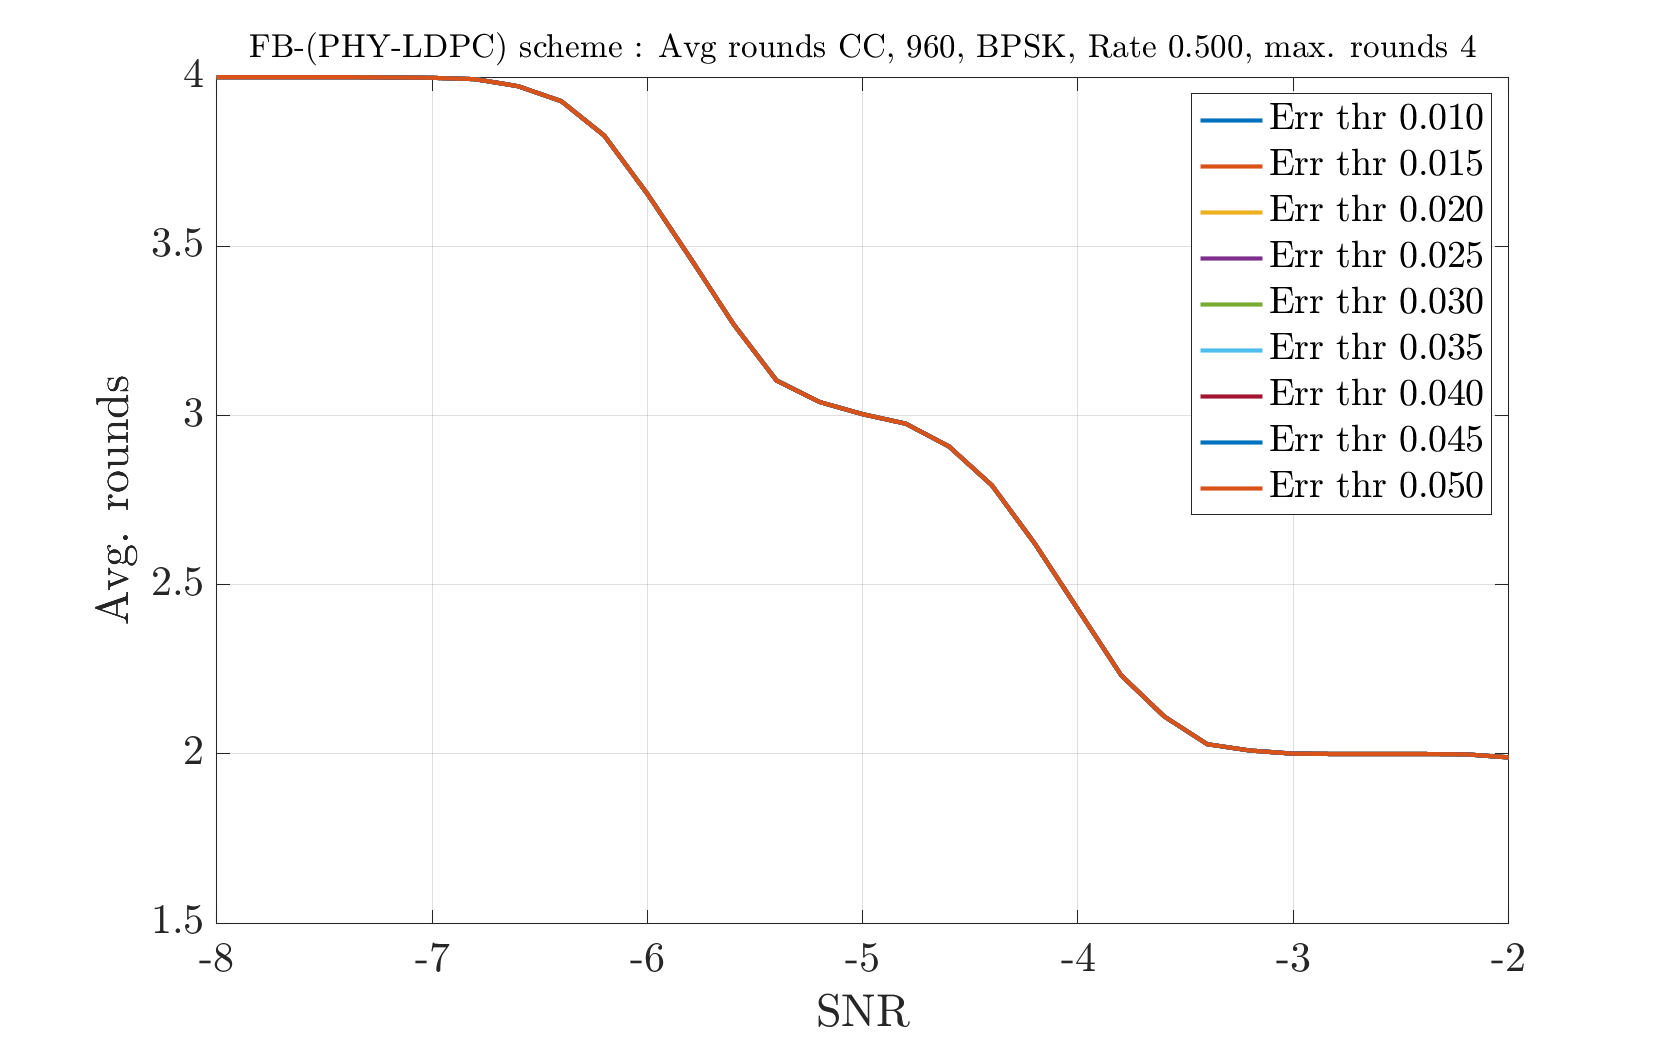 FB-(PHY-LDPC) scheme : Avg rounds CC, 960, BPSK, Rate 0.500, max. rounds 4
4
3.5
3
2.5
2
1.5
Avg. rounds
Err thr 0.010
Err thr 0.015
Err thr 0.020
Err thr 0.025
Err thr 0.030
Err thr 0.035
Err thr 0.040
Err thr 0.045
Err thr 0.050
-8 -7 -6 -5 -4 -3 -2
SNR